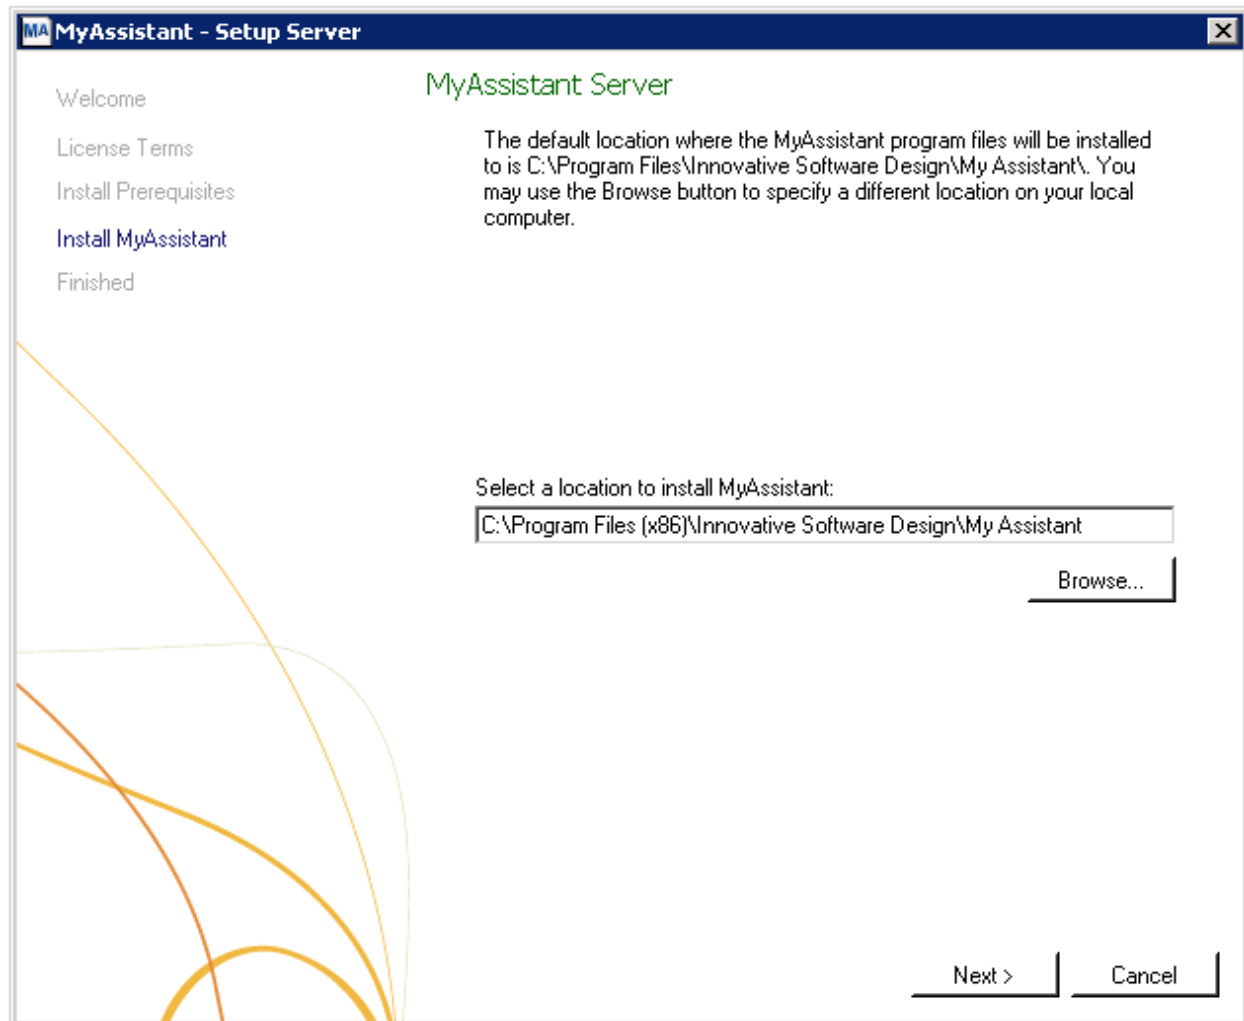 MA MyAssistant - Setup Server
Welcome
License Terms
Install Prerequisites
Install MyAssistant
Finished
MyAssistant Server
The default location where the MyAssistant program files will be installed
to is C:\Program Files\Innovative Software Design\My Assistant\. You
may use the Browse button to specify a different location on your local
computer.
Select a location to install MyAssistant:
C:\Program Files (x86)\Innovative Software Design\My Assistant
Browse...
Next >
Cancel